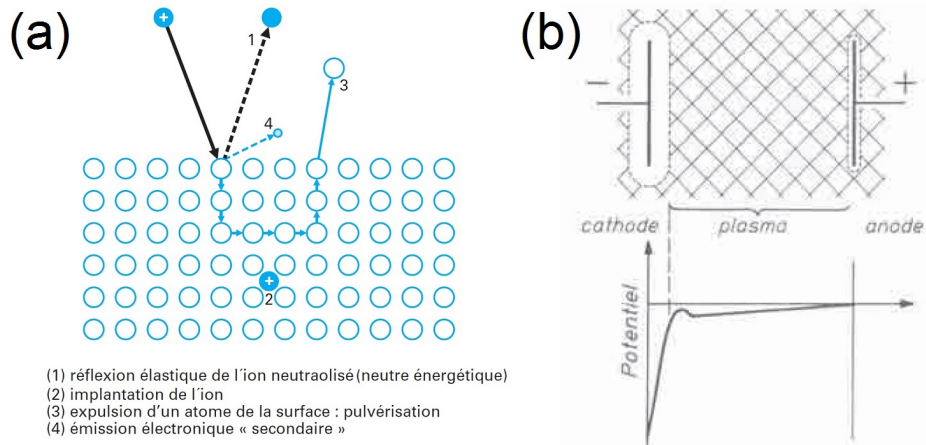 (a)
+
1
3
4
+
2
(1) réflexion élastique de l'ion neutraolisé (neutre énergétique)
(2) implantation de l'ion
(3) expulsion d'un atome de la surface : pulvérisation
(4) émission électronique « secondaire »
(b)
− +
cathode plasma anode
Potentiel